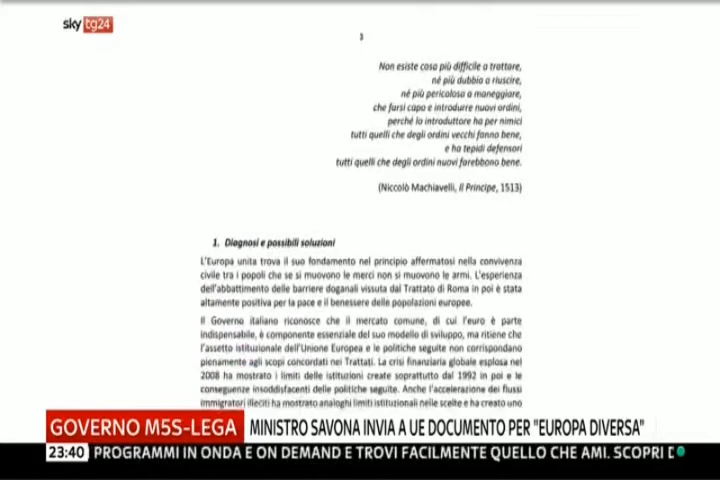 sky tg24
3
Non esiste cosa più difficile a trattare,
né più dubbia a riuscire,
né più pericolosa a maneggiare,
che farsi capo e introdurre nuovi ordini,
perché lo introduttore ha per nimici
tutti quelli che degli ordini vecchi fanno bene,
e ha tepidi defensori
tutti quelli che degli ordini nuovi farebbono bene.
(Niccolò Machiavelli, Il Principe, 1513)
1. Diagnosi e possibili soluzioni
L'Europa unita trova il suo fondamento nel principio affermatosi nella convivenza
civile tra i popoli che se si muovono le merci non si muovono le armi. L'esperienza
dell'abbattimento delle barriere doganali vissuta dal Trattato di Roma in poi è stata
altamente positiva per la pace e il benessere delle popolazioni europee.
Il Governo italiano riconosce che il mercato comune, di cui l'euro è parte
indispensabile, è componente essenziale del suo modello di sviluppo, ma ritiene che
l'assetto istituzionale dell'Unione Europea e le politiche seguite non corrispondano
pienamente agli scopi concordati nei Trattati. La crisi finanziaria globale esplosa nel
2008 ha mostrato i limiti delle istituzioni create soprattutto dal 1992 in poi e le
conseguenze insoddisfacenti delle politiche seguite. Anche l'accelerazione dei flussi
immigratori illeciti ha mostrato analoghi limiti istituzionali nelle scelte e ha creato uno
GOVERNO M5S-LEGA MINISTRO SAVONA INVIA A UE DOCUMENTO PER "EUROPA DIVERSA"
23:40 PROGRAMMI IN ONDA E ON DEMAND E TROVI FACILMENTE QUELLO CHE AMI. SCOPRI